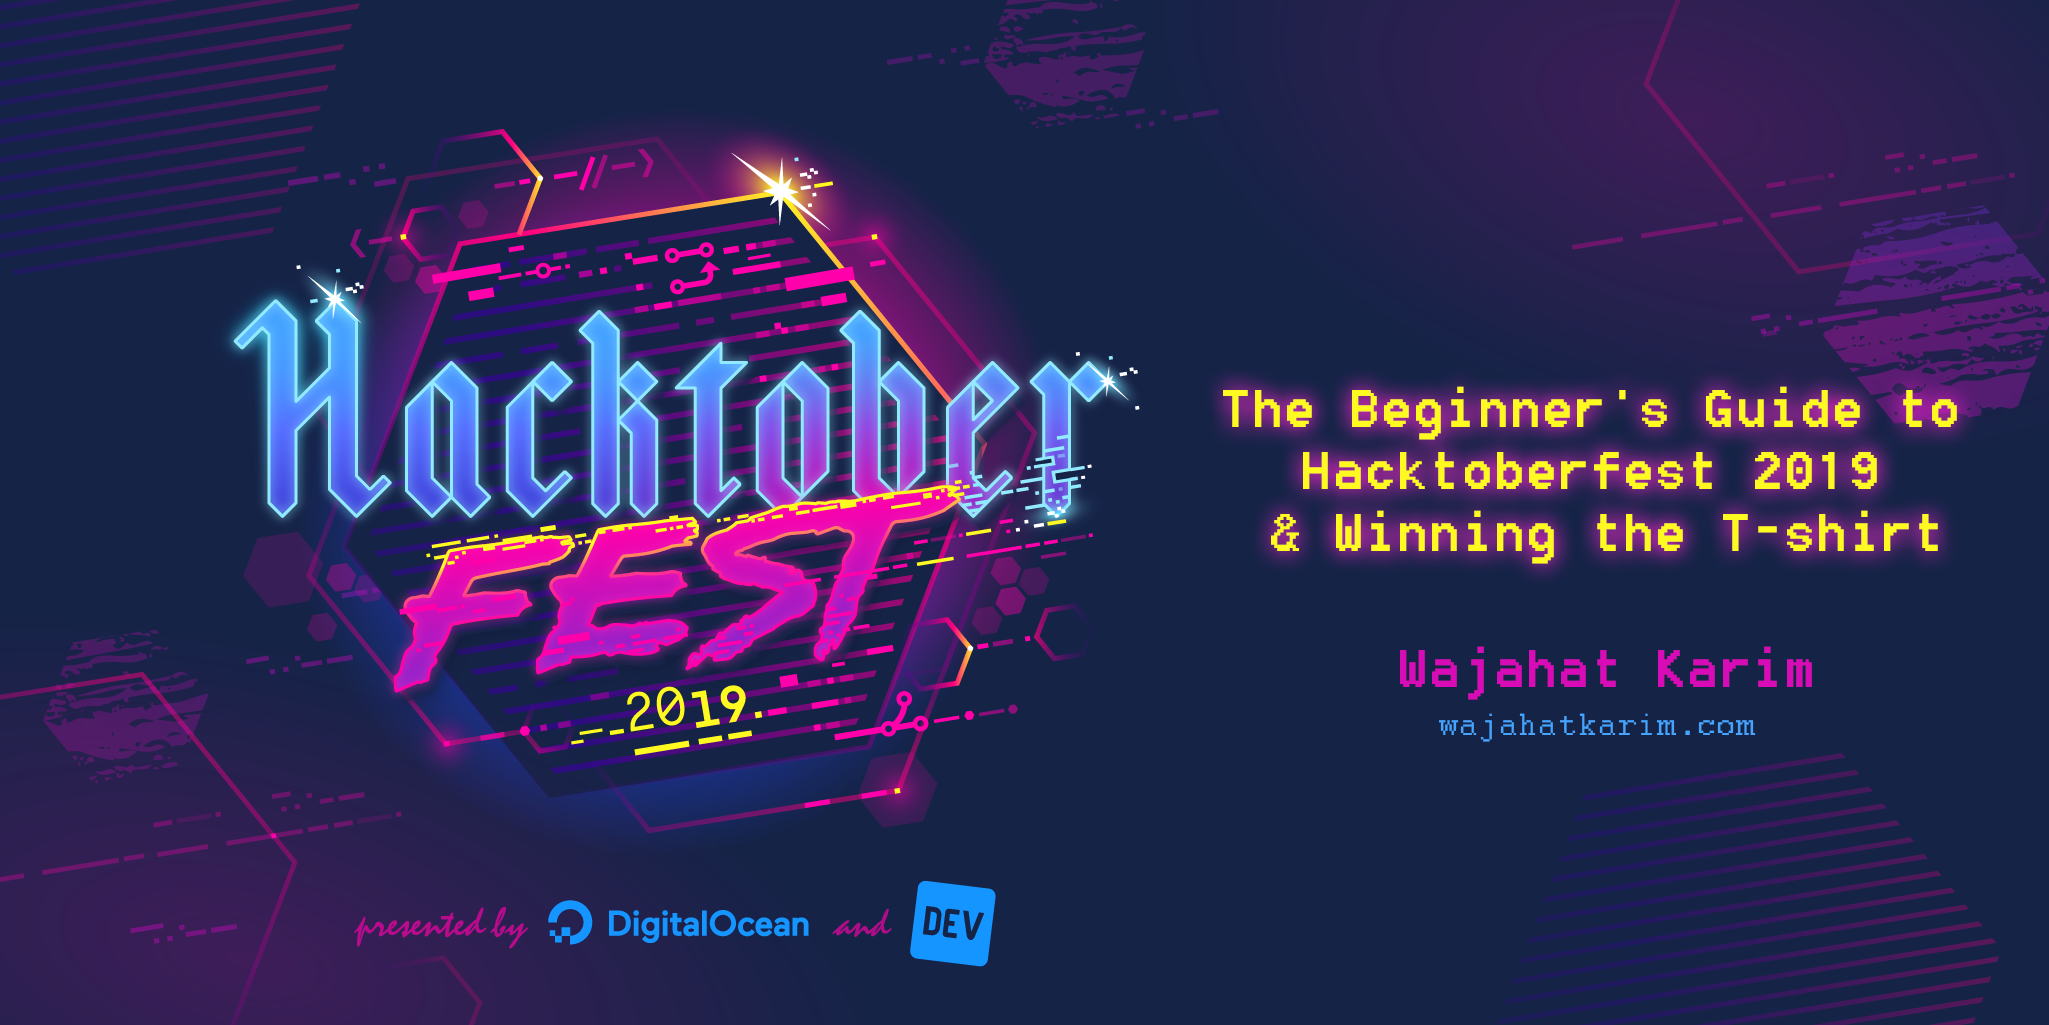 Hacktober
FEST
2019.
presented by DigitalOcean and DEV
The Beginner's Guide to
Hacktoberfest 2019
& Winning the T-shirt
Wajahat Karim
wajahatkarim.com